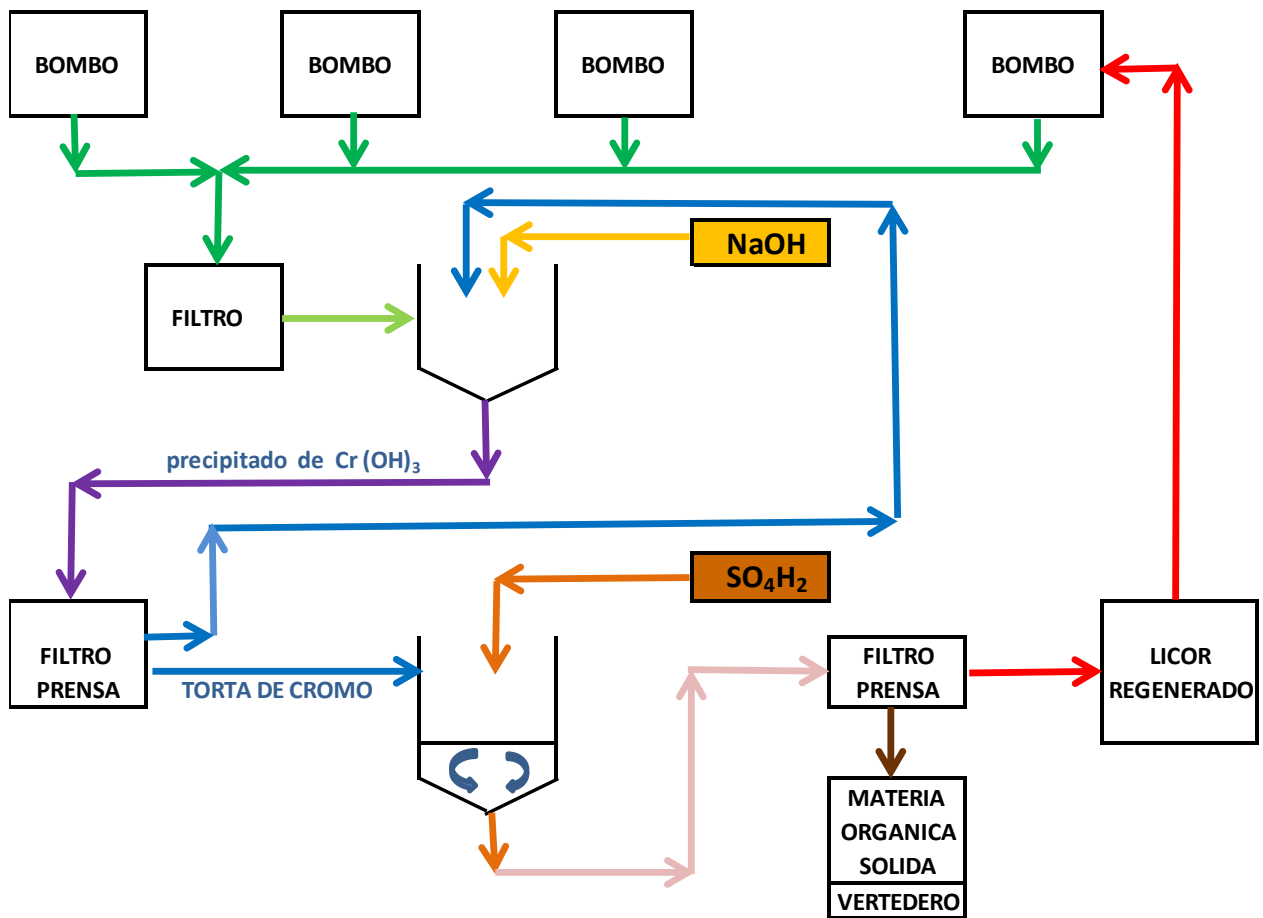 BOMBO
BOMBO
BOMBO
BOMBO
NaOH
FILTRO
precipitado de Cr (OH)₃
SO₄H₂
FILTRO
PRENSA
TORTA DE CROMO
FILTRO
PRENSA
LICOR
REGENERADO
MATERIA
ORGANICA
SOLIDA
VERTEDERO